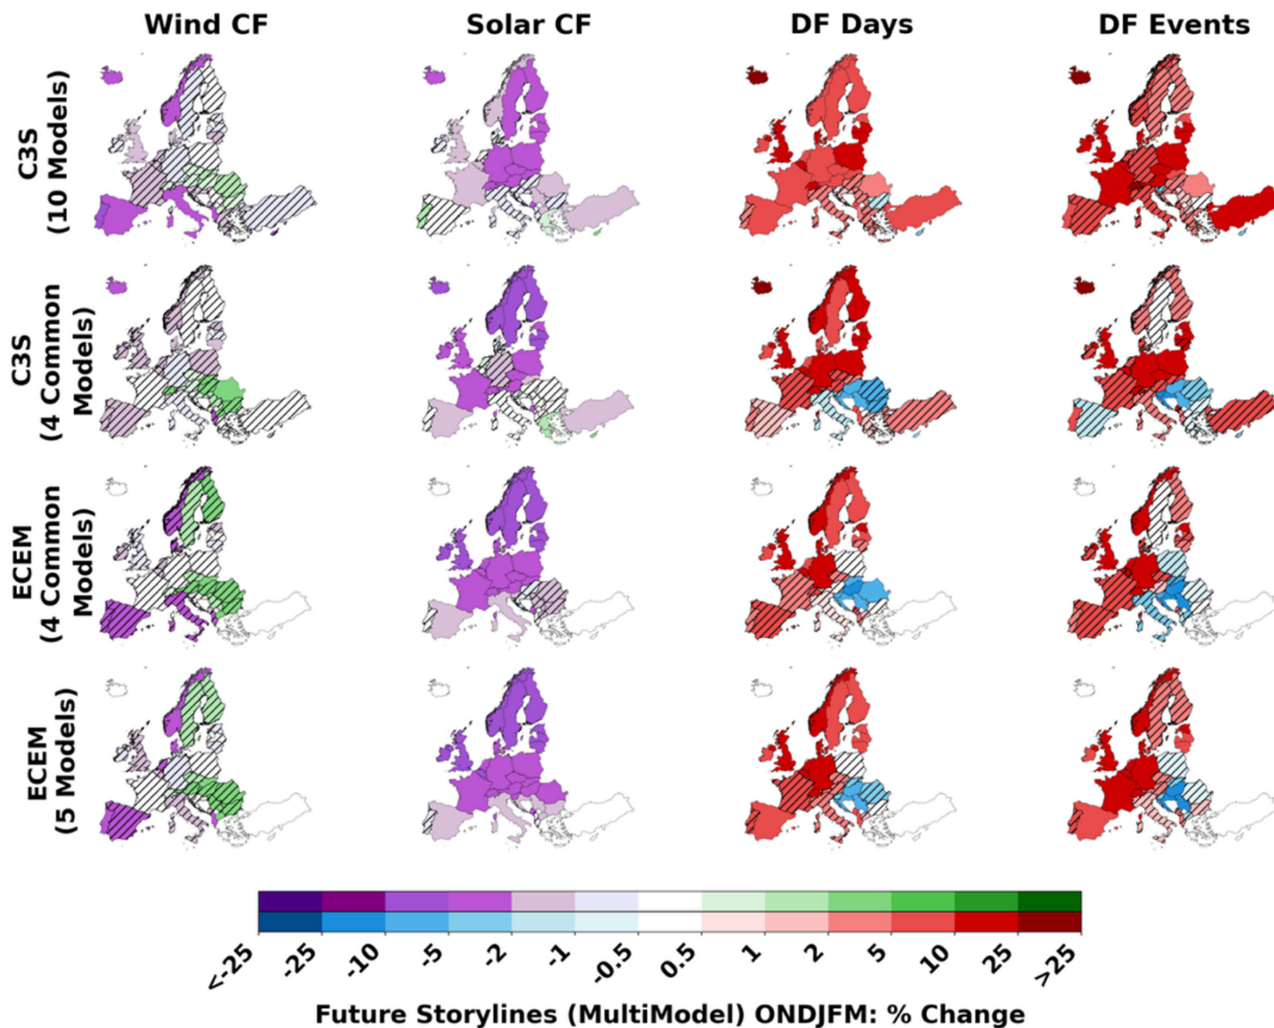 Wind CF Solar CF DF Days DF Events
C3S
(10 Models)
C3S
(4 Common
Models)
ECEM
(4 Common
Models)
ECEM
(5 Models)
<-25 -25 -10 -5 -2 -1 -0.5 0.5 1 2 5 10 25 >25
Future Storylines (MultiModel) ONDJFM: % Change